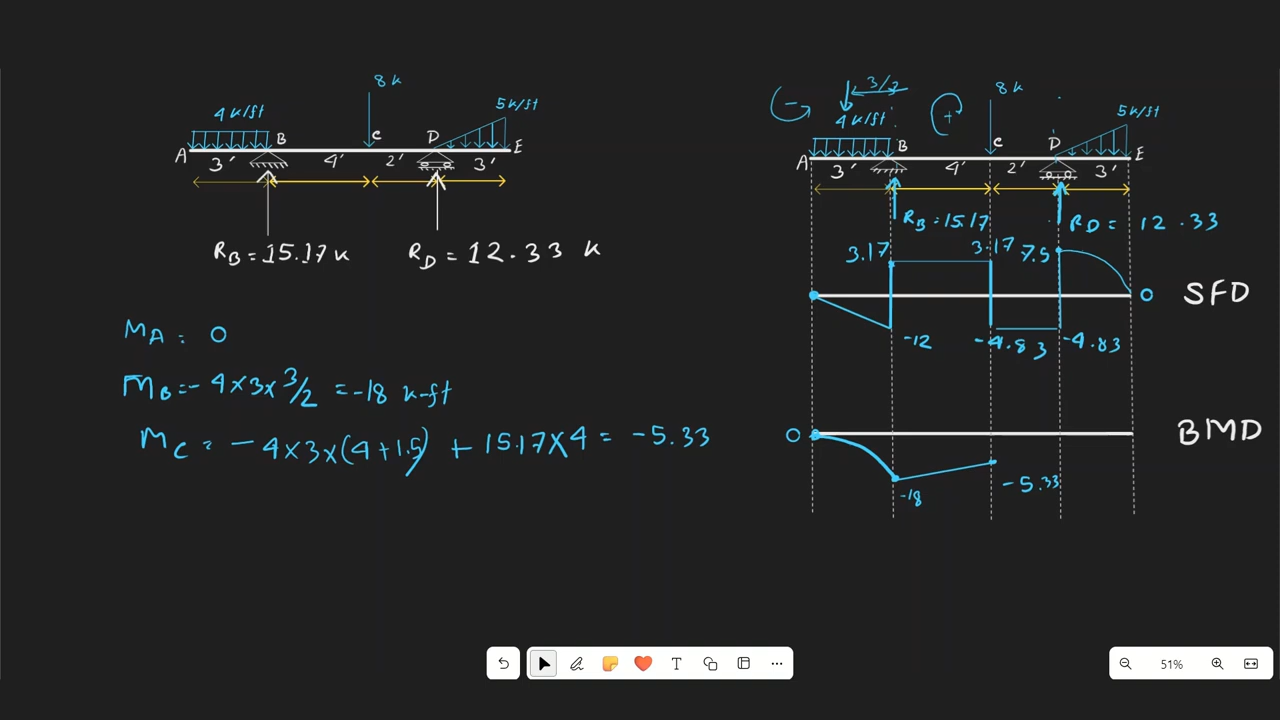 8 k
4 k/ft
5k/ft
A B C D E
3' 4' 2' 3'
R_B = 15.17 k
R_D = 12.33 k
M_A = 0
M_B = - 4 x 3 x 3/2 = -18 k-ft
M_C = - 4 x 3 x (4 + 1.5) + 15.17 x 4 = -5.33
3/2
8 k
- 4 k/ft +
5k/ft
A B C D E
3' 4' 2' 3'
R_B = 15.17
R_D = 12.33
3.17 3.17 7.5
0 SFD
-12 -4.83 -4.83
0 BMD
-18 -5.33
T
51%